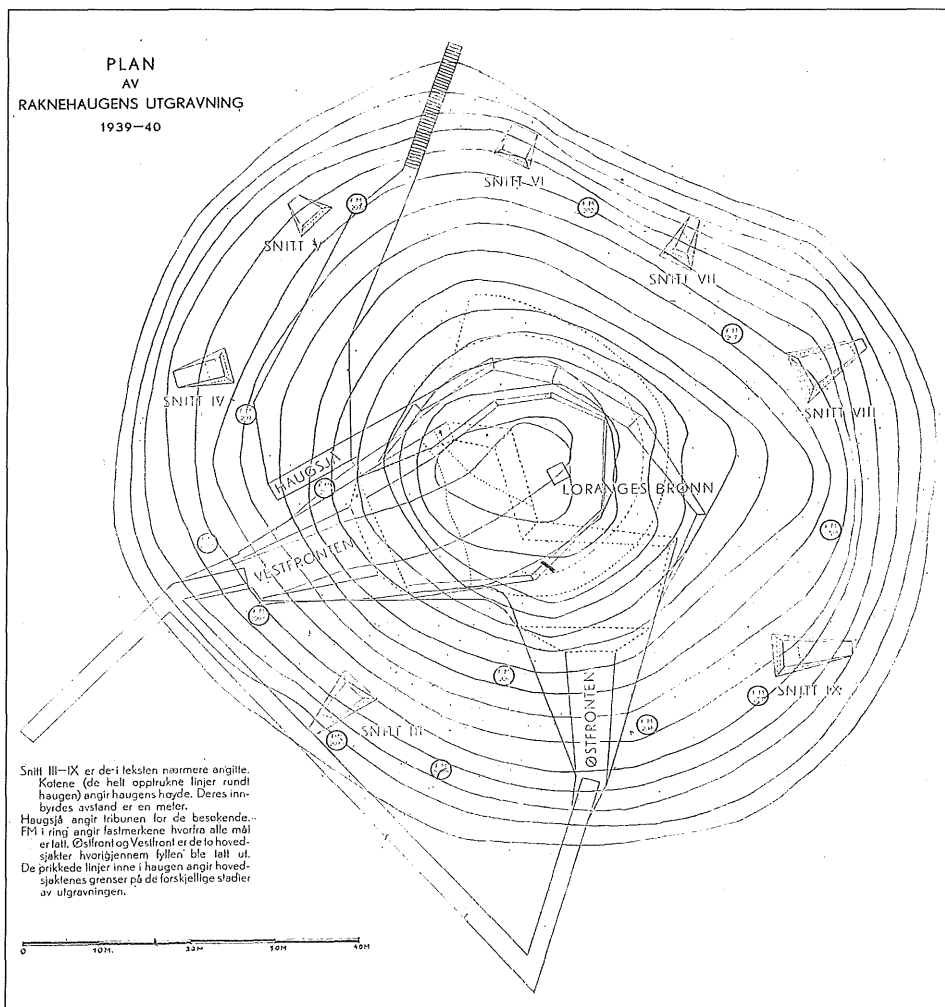 PLAN
AV
RAKNEHAUGENS UTGRAVNING
1939—40
SNITT VI
SNITT V
SNITT VII
SNITT IV
SNITT VIII
HAUGSJÅ
LORANGES BRØNN
VESTFRONTEN
SNITT IX
SNITT III
ØSTFRONTEN
Snitt III—IX er de i teksten nærmere angitte.
Kotene (de helt opptrukne linjer rundt
haugen) angir haugens høyde. Deres inn-
byrdes avstand er en meter.
Haugsjå angir tribunen for de besøkende.
FM i ring angir fastmerkene hvorfra alle mål
er tatt. Østfront og Vestfront er de to hoved-
sjakter hvorigjennem fyllen ble tatt ut.
De prikkede linjer inne i haugen angir hoved-
sjaktenes grenser på de forskjellige stadier
av utgravningen.
0 10M. 20M 30M 40M